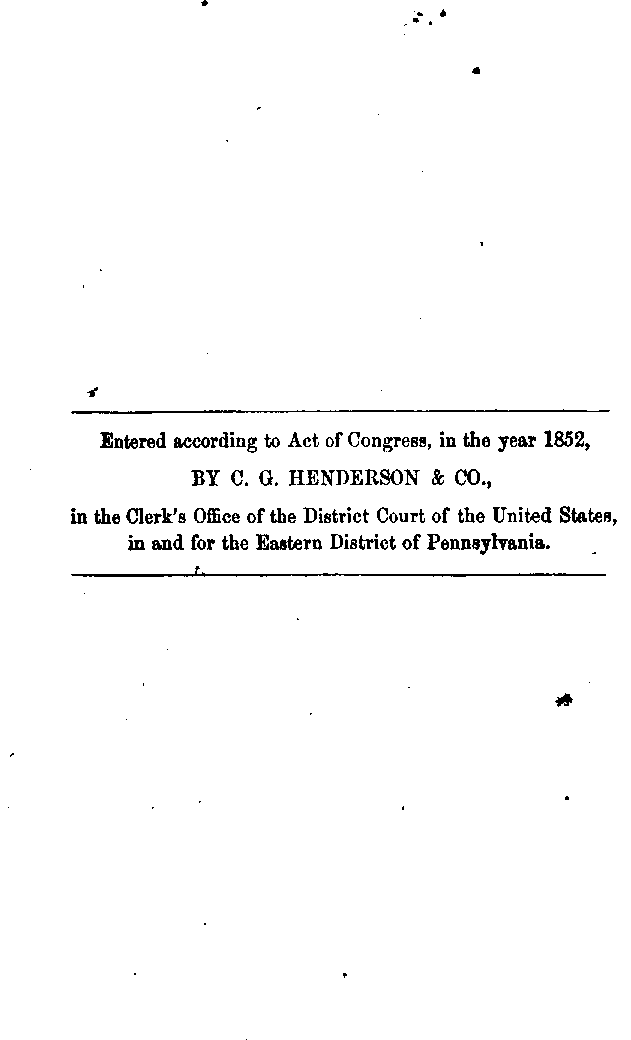 Entered according to Act of Congress, in the year 1852,
BY C. G. HENDERSON & CO.,
in the Clerk's Office of the District Court of the United States,
in and for the Eastern District of Pennsylvania.